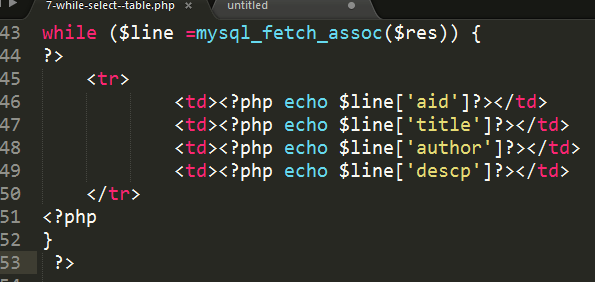 7-while-select--table.php × untitled
43 while ($line =mysql_fetch_assoc($res)) {
44 ?>
45 <tr>
46 <td><?php echo $line['aid']?></td>
47 <td><?php echo $line['title']?></td>
48 <td><?php echo $line['author']?></td>
49 <td><?php echo $line['descp']?></td>
50 </tr>
51 <?php
52 }
53 ?>